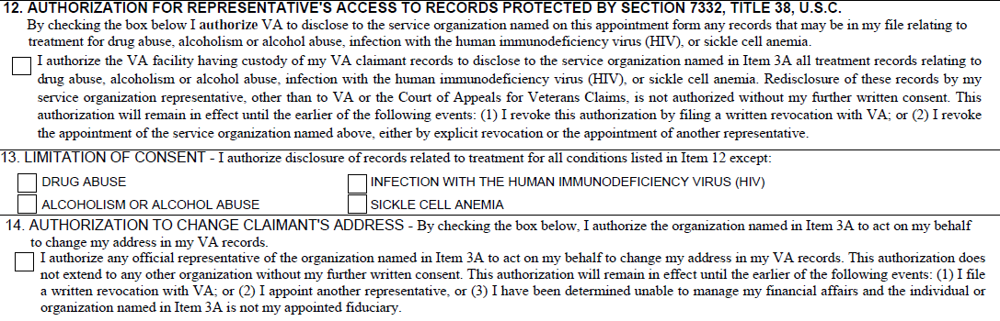 12. AUTHORIZATION FOR REPRESENTATIVE'S ACCESS TO RECORDS PROTECTED BY SECTION 7332, TITLE 38, U.S.C.
By checking the box below I authorize VA to disclose to the service organization named on this appointment form any records that may be in my file relating to
treatment for drug abuse, alcoholism or alcohol abuse, infection with the human immunodeficiency virus (HIV), or sickle cell anemia.
I authorize the VA facility having custody of my VA claimant records to disclose to the service organization named in Item 3A all treatment records relating to
drug abuse, alcoholism or alcohol abuse, infection with the human immunodeficiency virus (HIV), or sickle cell anemia. Redisclosure of these records by my
service organization representative, other than to VA or the Court of Appeals for Veterans Claims, is not authorized without my further written consent. This
authorization will remain in effect until the earlier of the following events: (1) I revoke this authorization by filing a written revocation with VA; or (2) I revoke
the appointment of the service organization named above, either by explicit revocation or the appointment of another representative.
13. LIMITATION OF CONSENT - I authorize disclosure of records related to treatment for all conditions listed in Item 12 except:
DRUG ABUSE INFECTION WITH THE HUMAN IMMUNODEFICIENCY VIRUS (HIV)
ALCOHOLISM OR ALCOHOL ABUSE SICKLE CELL ANEMIA
14. AUTHORIZATION TO CHANGE CLAIMANT'S ADDRESS - By checking the box below, I authorize the organization named in Item 3A to act on my behalf
to change my address in my VA records.
I authorize any official representative of the organization named in Item 3A to act on my behalf to change my address in my VA records. This authorization does
not extend to any other organization without my further written consent. This authorization will remain in effect until the earlier of the following events: (1) I file
a written revocation with VA; or (2) I appoint another representative, or (3) I have been determined unable to manage my financial affairs and the individual or
organization named in Item 3A is not my appointed fiduciary.